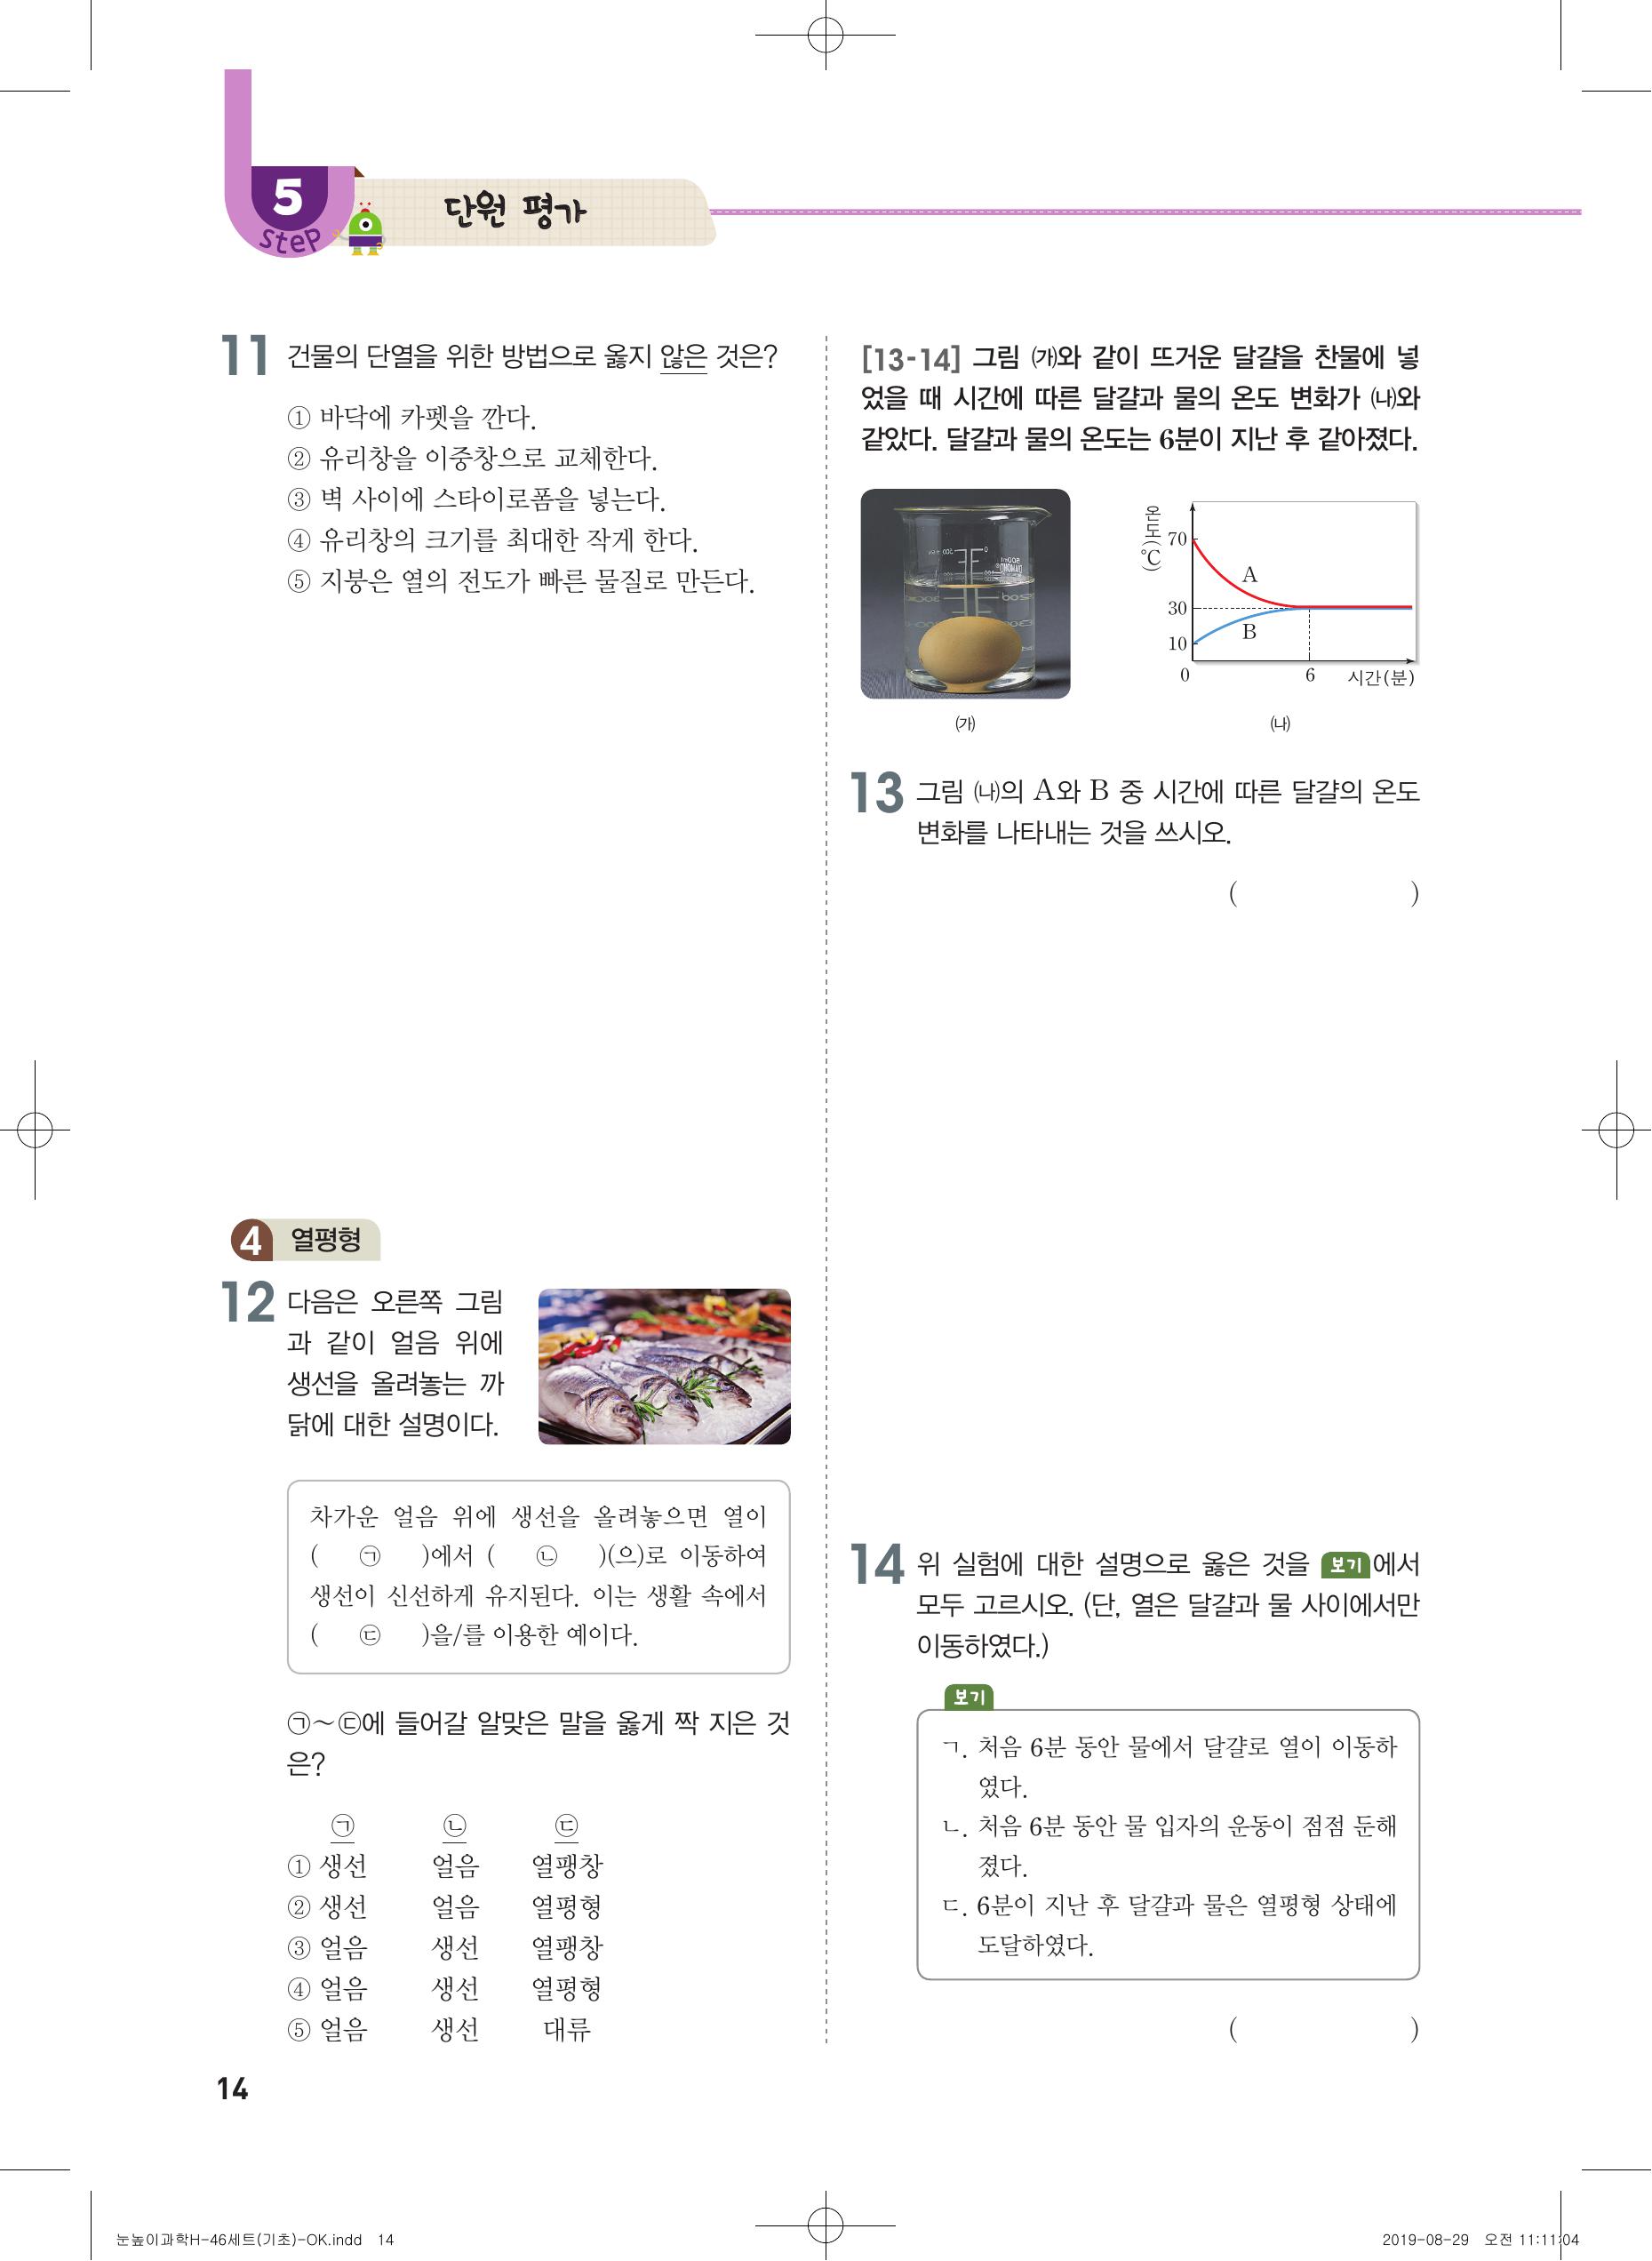 5
step
단원 평가
11 건물의 단열을 위한 방법으로 옳지 않은 것은?
① 바닥에 카펫을 깐다.
② 유리창을 이중창으로 교체한다.
③ 벽 사이에 스타이로폼을 넣는다.
④ 유리창의 크기를 최대한 작게 한다.
⑤ 지붕은 열의 전도가 빠른 물질로 만든다.
4 열평형
12 다음은 오른쪽 그림
과 같이 얼음 위에
생선을 올려놓는 까
닭에 대한 설명이다.
차가운 얼음 위에 생선을 올려놓으면 열이
( ㉠ )에서 ( ㉡ )(으)로 이동하여
생선이 신선하게 유지된다. 이는 생활 속에서
( ㉢ )을/를 이용한 예이다.
㉠~㉢에 들어갈 알맞은 말을 옳게 짝 지은 것
은?
㉠ ㉡ ㉢
① 생선 얼음 열팽창
② 생선 얼음 열평형
③ 얼음 생선 열팽창
④ 얼음 생선 열평형
⑤ 얼음 생선 대류
[13-14] 그림 ㈎와 같이 뜨거운 달걀을 찬물에 넣
었을 때 시간에 따른 달걀과 물의 온도 변화가 ㈏와
같았다. 달걀과 물의 온도는 6분이 지난 후 같아졌다.
온도(℃)
70
30
10
0
6
시간(분)
A
B
㈎
㈏
13 그림 ㈏의 A와 B 중 시간에 따른 달걀의 온도
변화를 나타내는 것을 쓰시오.
( )
14 위 실험에 대한 설명으로 옳은 것을 보기에서
모두 고르시오. (단, 열은 달걀과 물 사이에서만
이동하였다.)
보기
ㄱ. 처음 6분 동안 물에서 달걀로 열이 이동하
였다.
ㄴ. 처음 6분 동안 물 입자의 운동이 점점 둔해
졌다.
ㄷ. 6분이 지난 후 달걀과 물은 열평형 상태에
도달하였다.
( )
14
눈높이과학H-46세트(기초)-OK.indd 14
2019-08-29 오전 11:11:04